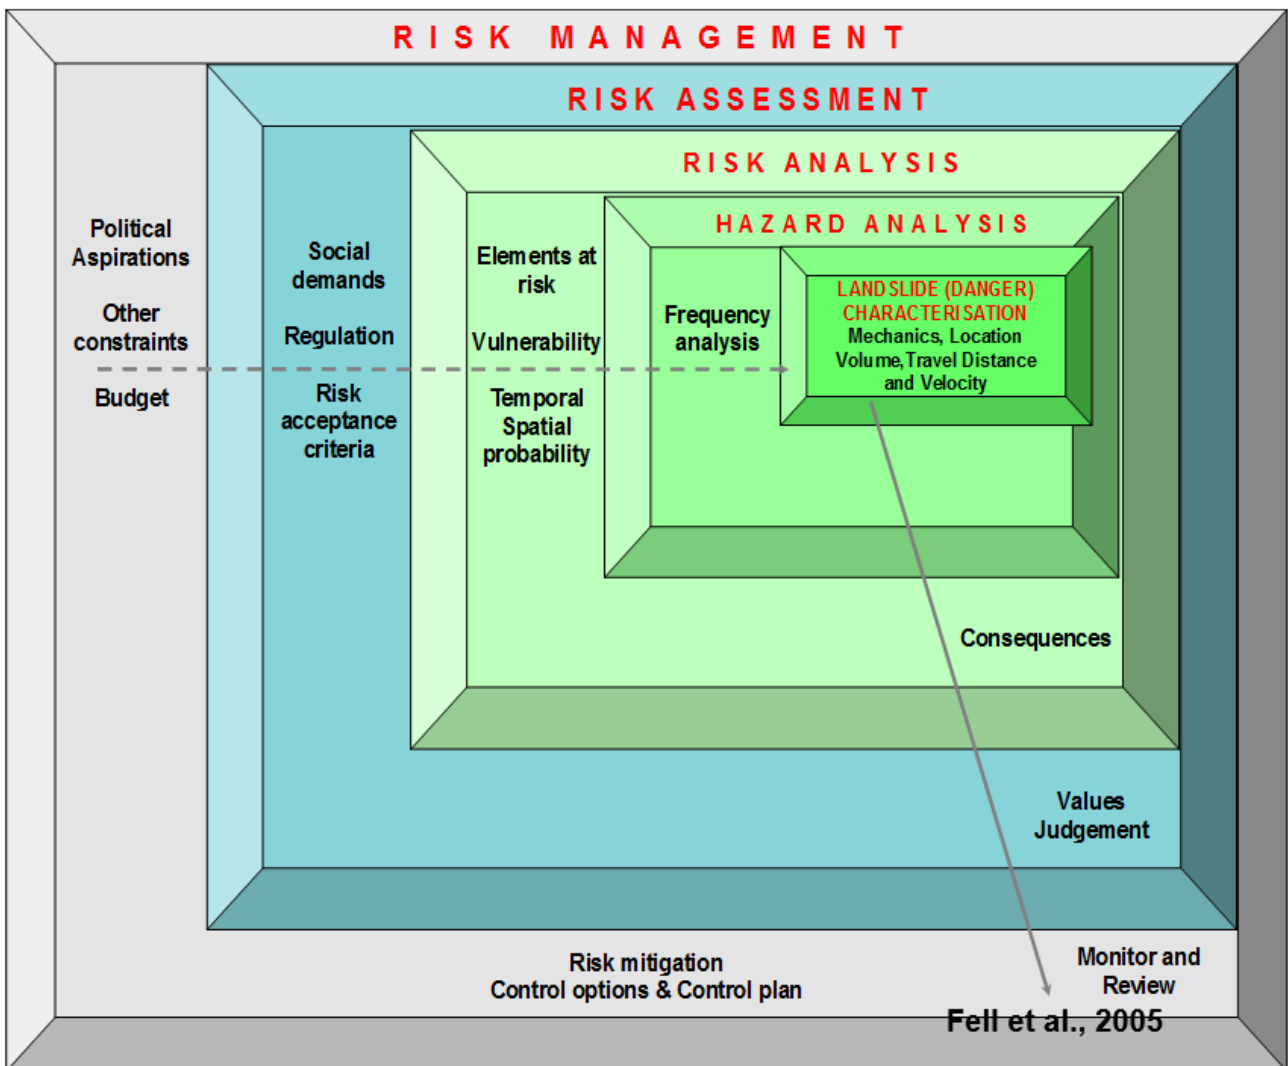 RISK MANAGEMENT
RISK ASSESSMENT
RISK ANALYSIS
HAZARD ANALYSIS
LANDSLIDE (DANGER)
CHARACTERISATION
Mechanics, Location
Volume,Travel Distance
and Velocity
Political
Aspirations
Other
constraints
Budget
Social
demands
Regulation
Risk
acceptance
criteria
Elements at
risk
Vulnerability
Temporal
Spatial
probability
Frequency
analysis
Consequences
Values
Judgement
Risk mitigation
Control options & Control plan
Monitor and
Review
Fell et al., 2005